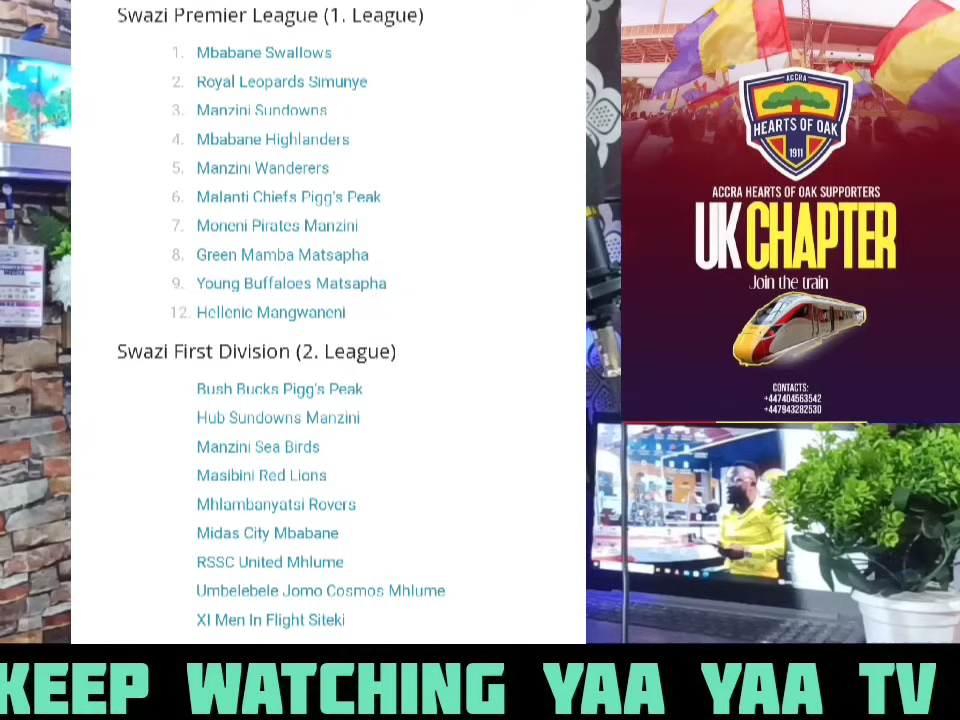 Swazi Premier League (1. League)
1. Mbabane Swallows
2. Royal Leopards Simunye
3. Manzini Sundowns
4. Mbabane Highlanders
5. Manzini Wanderers
6. Malanti Chiefs Pigg's Peak
7. Moneni Pirates Manzini
8. Green Mamba Matsapha
9. Young Buffaloes Matsapha
12. Hellenic Mangwaneni
Swazi First Division (2. League)
Bush Bucks Pigg's Peak
Hub Sundowns Manzini
Manzini Sea Birds
Masibini Red Lions
Mhlambanyatsi Rovers
Midas City Mbabane
RSSC United Mhlume
Umbelebele Jomo Cosmos Mhlume
XI Men In Flight Siteki
ACCRA
HEARTS OF OAK
1911
ACCRA HEARTS OF OAK SUPPORTERS
UK CHAPTER
Join the train
CONTACTS:
+447404563542
+447943282530
MEDIA
KEEP WATCHING YAA YAA TV